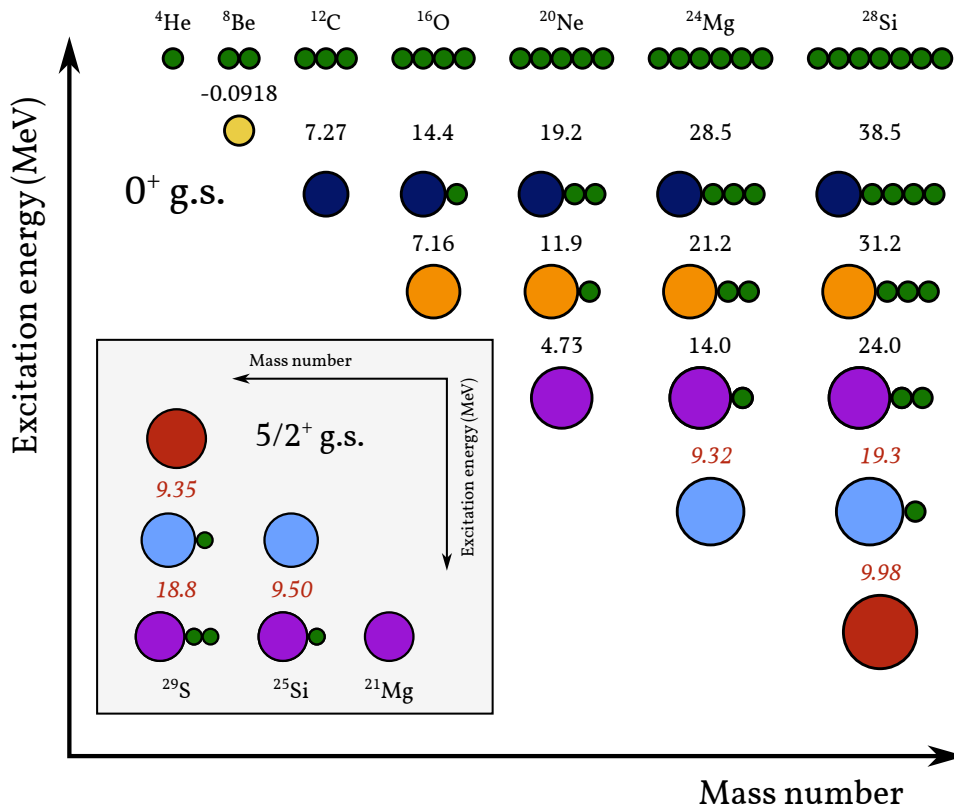 ⁴He ⁸Be ¹²C ¹⁶O ²⁰Ne ²⁴Mg ²⁸Si
-0.0918
7.27 14.4 19.2 28.5 38.5
0⁺ g.s.
7.16 11.9 21.2 31.2
4.73 14.0 24.0
9.32 19.3
9.98
Excitation energy (MeV)
Mass number
Mass number
Excitation energy (MeV)
5/2⁺ g.s.
9.35
18.8 9.50
²⁹S ²⁵Si ²¹Mg